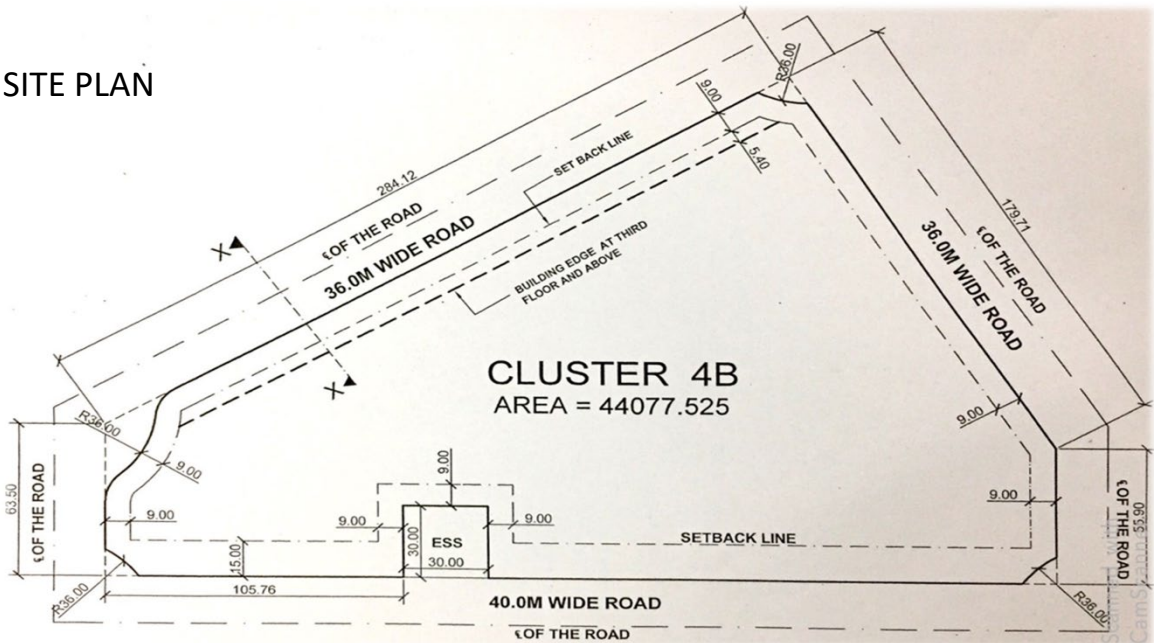 SITE PLAN
R36.00
9.00
SET BACK LINE
5.40
284.12
℄ OF THE ROAD
36.0M WIDE ROAD
179.71
℄ OF THE ROAD
36.0M WIDE ROAD
X
BUILDING EDGE AT THIRD
FLOOR AND ABOVE
X
CLUSTER 4B
AREA = 44077.525
9.00
R36.00
9.00
63.50
℄ OF THE ROAD
9.00
9.00
9.00
9.00
9.00
℄ OF THE ROAD
55.90
SETBACK LINE
ESS
30.00
30.00
15.00
105.76
R36.00
R36.00
40.0M WIDE ROAD
℄ OF THE ROAD
Scanned with
CamScanner